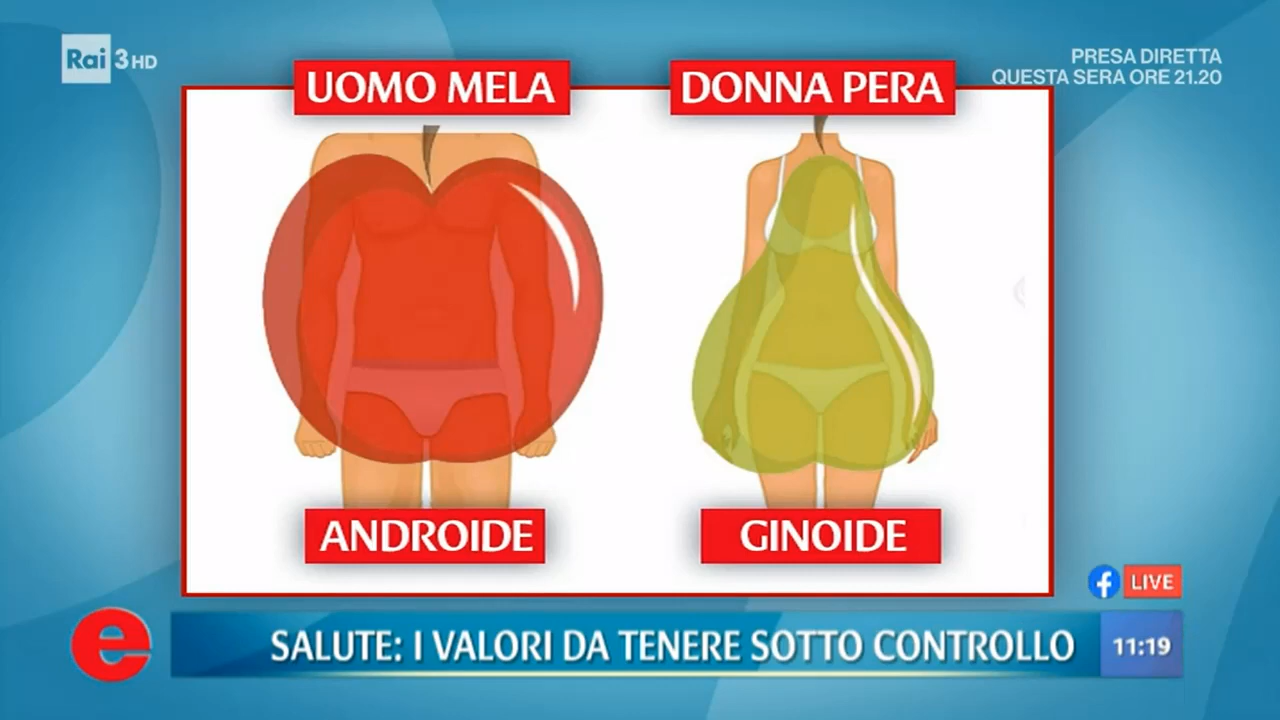 Rai 3HD
PRESA DIRETTA
QUESTA SERA ORE 21.20
UOMO MELA
DONNA PERA
ANDROIDE
GINOIDE
LIVE
e
SALUTE: I VALORI DA TENERE SOTTO CONTROLLO
11:19